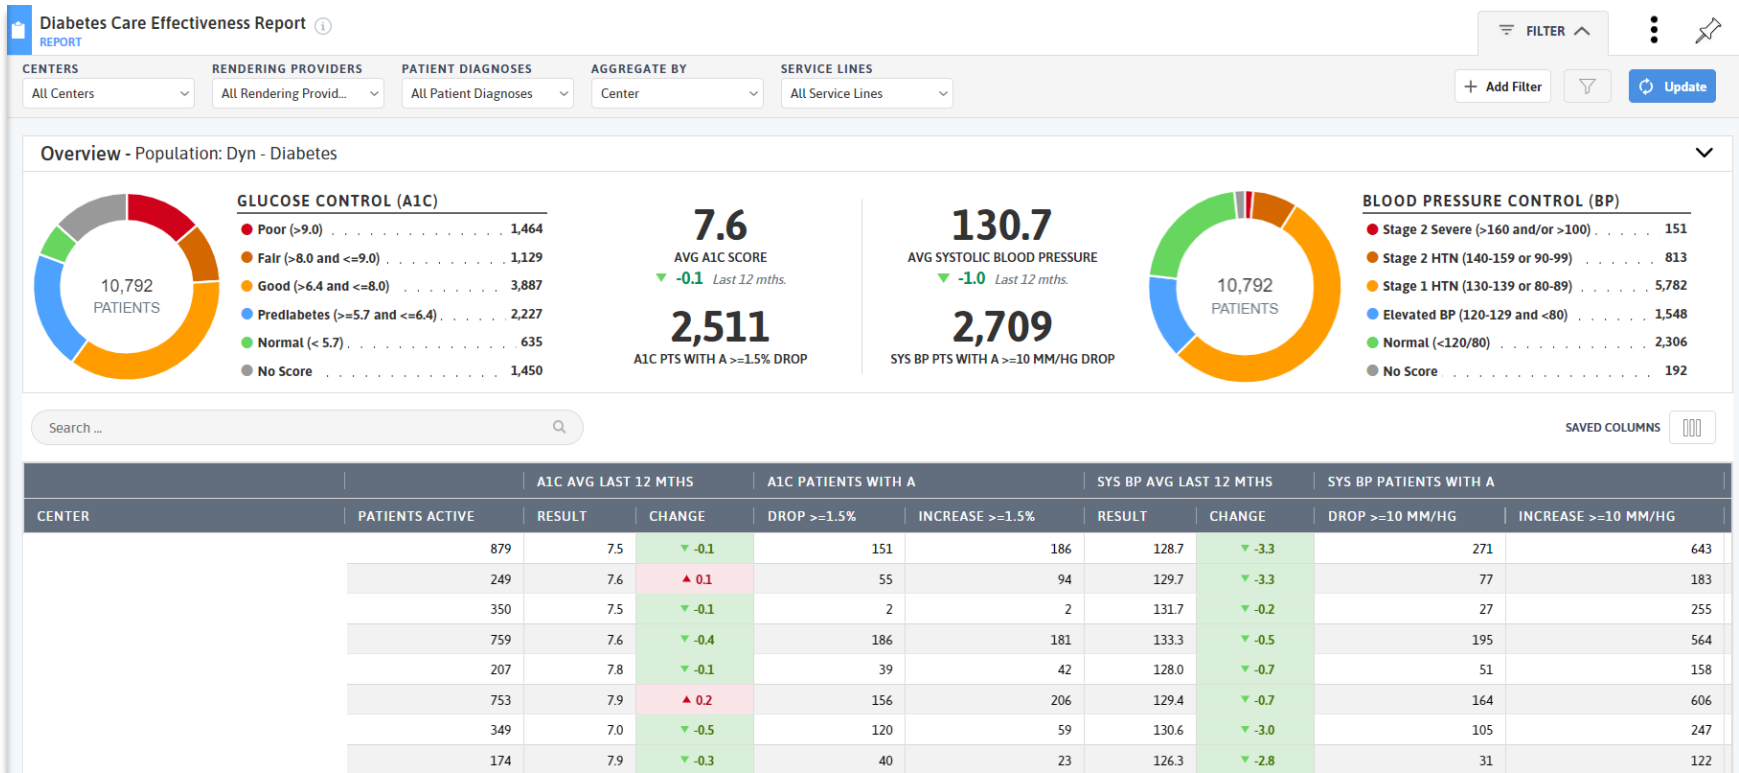 Diabetes Care Effectiveness Report
REPORT
FILTER
CENTERS RENDERING PROVIDERS PATIENT DIAGNOSES AGGREGATE BY SERVICE LINES
All Centers All Rendering Provid... All Patient Diagnoses Center All Service Lines
Add Filter Update
Overview - Population: Dyn - Diabetes
10,792
PATIENTS
GLUCOSE CONTROL (A1C)
Poor (>9.0) 1,464
Fair (>8.0 and <=9.0) 1,129
Good (>6.4 and <=8.0) 3,887
PredIabetes (>=5.7 and <=6.4) 2,227
Normal (< 5.7) 635
No Score 1,450
7.6
AVG A1C SCORE
-0.1 Last 12 mths.
2,511
A1C PTS WITH A >=1.5% DROP
130.7
AVG SYSTOLIC BLOOD PRESSURE
-1.0 Last 12 mths.
2,709
SYS BP PTS WITH A >=10 MM/HG DROP
10,792
PATIENTS
BLOOD PRESSURE CONTROL (BP)
Stage 2 Severe (>160 and/or >100) 151
Stage 2 HTN (140-159 or 90-99) 813
Stage 1 HTN (130-139 or 80-89) 5,782
Elevated BP (120-129 and <80) 1,548
Normal (<120/80) 2,306
No Score 192
Search ...
SAVED COLUMNS
A1C AVG LAST 12 MTHS A1C PATIENTS WITH A SYS BP AVG LAST 12 MTHS SYS BP PATIENTS WITH A
CENTER PATIENTS ACTIVE RESULT CHANGE DROP >=1.5% INCREASE >=1.5% RESULT CHANGE DROP >=10 MM/HG INCREASE >=10 MM/HG
879 7.5 -0.1 151 186 128.7 -3.3 271 643
249 7.6 0.1 55 94 129.7 -3.3 77 183
350 7.5 -0.1 2 2 131.7 -0.2 27 255
759 7.6 -0.4 186 181 133.3 -0.5 195 564
207 7.8 -0.1 39 42 128.0 -0.7 51 158
753 7.9 0.2 156 206 129.4 -0.7 164 606
349 7.0 -0.5 120 59 130.6 -3.0 105 247
174 7.9 -0.3 40 23 126.3 -2.8 31 122